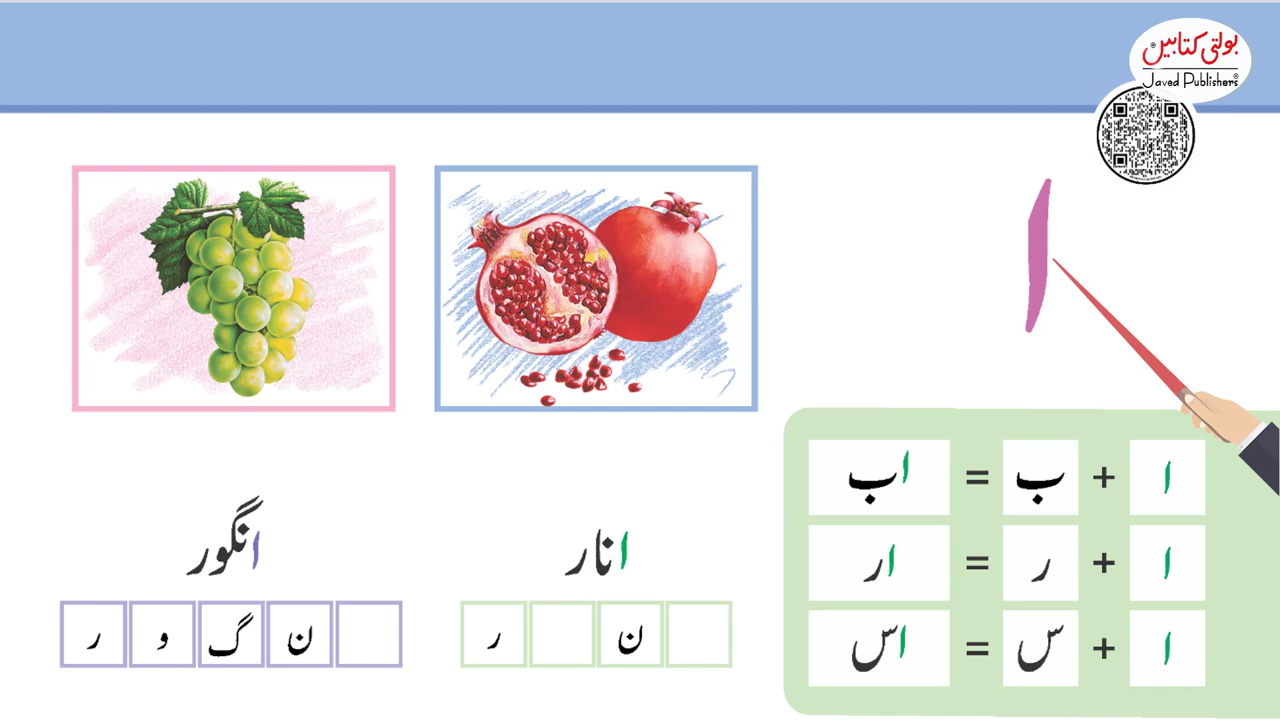 بولتی کتابیں®
Javed Publishers®
ا
ا + ب = اب
ا + ر = ار
ا + س = اس
انار
ن ر
انگور
ن گ و ر